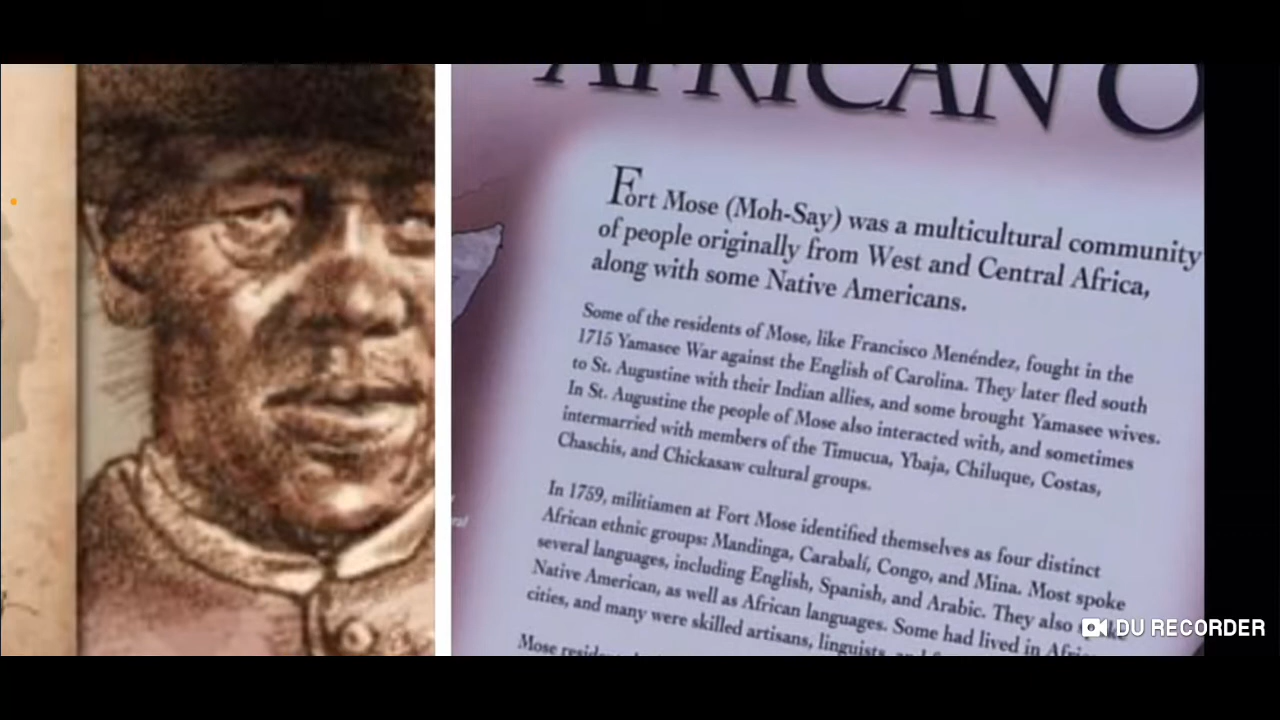 AFRICAN O
Fort Mose (Moh-Say) was a multicultural community
of people originally from West and Central Africa,
along with some Native Americans.
Some of the residents of Mose, like Francisco Menéndez, fought in the
1715 Yamasee War against the English of Carolina. They later fled south
to St. Augustine with their Indian allies, and some brought Yamasee wives.
In St. Augustine the people of Mose also interacted with, and sometimes
intermarried with members of the Timucua, Ybaja, Chiluque, Costas,
Chaschis, and Chickasaw cultural groups.
In 1759, militiamen at Fort Mose identified themselves as four distinct
African ethnic groups: Mandinga, Carabalí, Congo, and Mina. Most spoke
several languages, including English, Spanish, and Arabic. They also
Native American, as well as African languages. Some had lived in
cities, and many were skilled artisans, linguists,
Mose
DU RECORDER